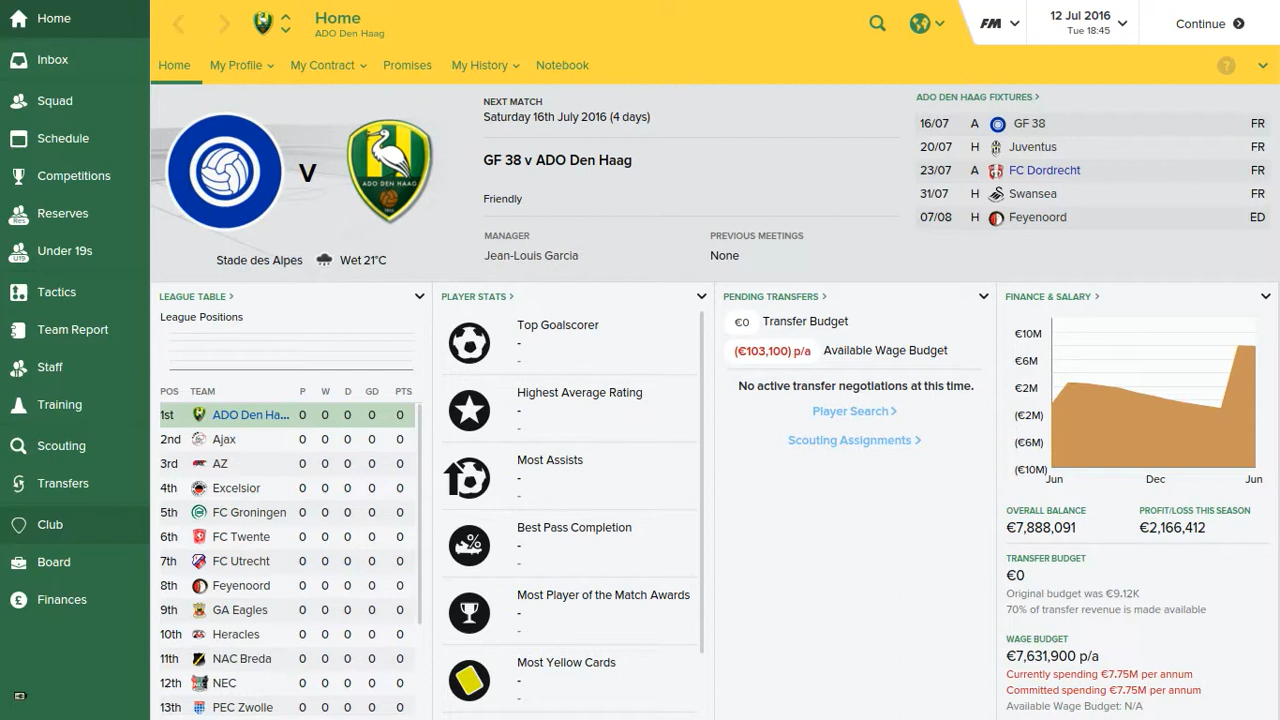 Home
Inbox
Squad
Schedule
Competitions
Res
Reserves
U19
Under 19s
Tactics
Team Report
Staff
Training
Scouting
Transfers
Club
Board
£
Finances
Home
ADO Den Haag
FM
12 Jul 2016
Tue 18:45
Continue
Home
My Profile
My Contract
Promises
My History
Notebook
?
V
ADO DEN HAAG
Stade des Alpes
Wet 21°C
NEXT MATCH
Saturday 16th July 2016 (4 days)
GF 38 v ADO Den Haag
Friendly
MANAGER
Jean-Louis Garcia
PREVIOUS MEETINGS
None
ADO DEN HAAG FIXTURES >
16/07 A GF 38 FR
20/07 H Juventus FR
23/07 A FC Dordrecht FR
31/07 H Swansea FR
07/08 H Feyenoord ED
LEAGUE TABLE >
League Positions
POS TEAM P W D GD PTS
1st ADO Den Ha... 0 0 0 0 0
2nd Ajax 0 0 0 0 0
3rd AZ 0 0 0 0 0
4th Excelsior 0 0 0 0 0
5th FC Groningen 0 0 0 0 0
6th FC Twente 0 0 0 0 0
7th FC Utrecht 0 0 0 0 0
8th Feyenoord 0 0 0 0 0
9th GA Eagles 0 0 0 0 0
10th Heracles 0 0 0 0 0
11th NAC Breda 0 0 0 0 0
12th NEC 0 0 0 0 0
13th PEC Zwolle 0 0 0 0 0
PLAYER STATS >
Top Goalscorer
-
-
Highest Average Rating
-
-
Most Assists
-
-
Best Pass Completion
-
-
Most Player of the Match Awards
-
-
Most Yellow Cards
-
-
PENDING TRANSFERS >
€0 Transfer Budget
(€103,100) p/a Available Wage Budget
No active transfer negotiations at this time.
Player Search >
Scouting Assignments >
FINANCE & SALARY >
€10M
€6M
€2M
(€2M)
(€6M)
(€10M)
Jun Dec Jun
OVERALL BALANCE
€7,888,091
PROFIT/LOSS THIS SEASON
€2,166,412
TRANSFER BUDGET
€0
Original budget was €9.12K
70% of transfer revenue is made available
WAGE BUDGET
€7,631,900 p/a
Currently spending €7.75M per annum
Committed spending €7.75M per annum
Available Wage Budget: N/A